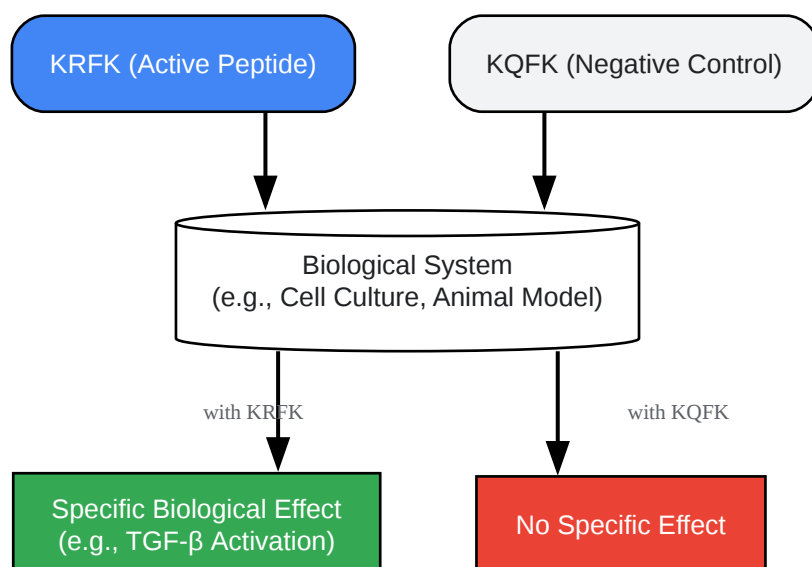 KRFK (Active Peptide)
KQFK (Negative Control)
Biological System
(e.g., Cell Culture, Animal Model)
with KRFK
with KQFK
Specific Biological Effect
(e.g., TGF-β Activation)
No Specific Effect